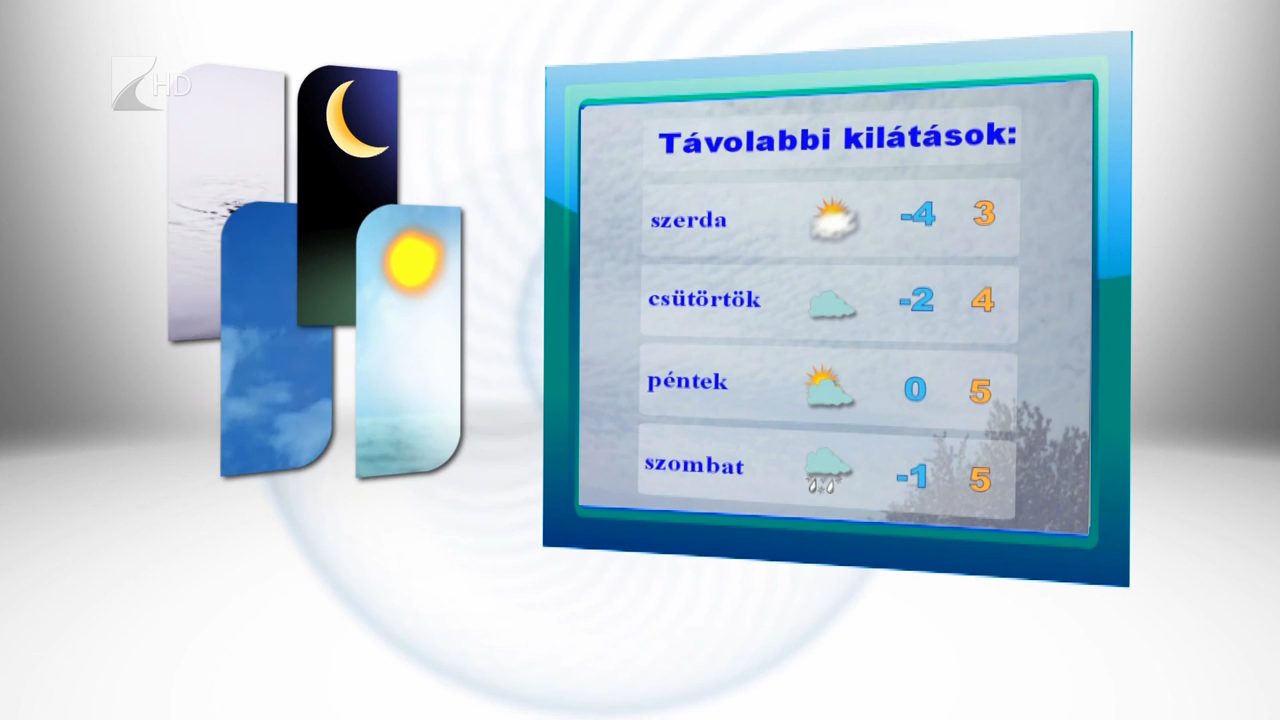 HD
Távolabbi kilátások:
szerda -4 3
csütörtök -2 4
péntek 0 5
szombat -1 5